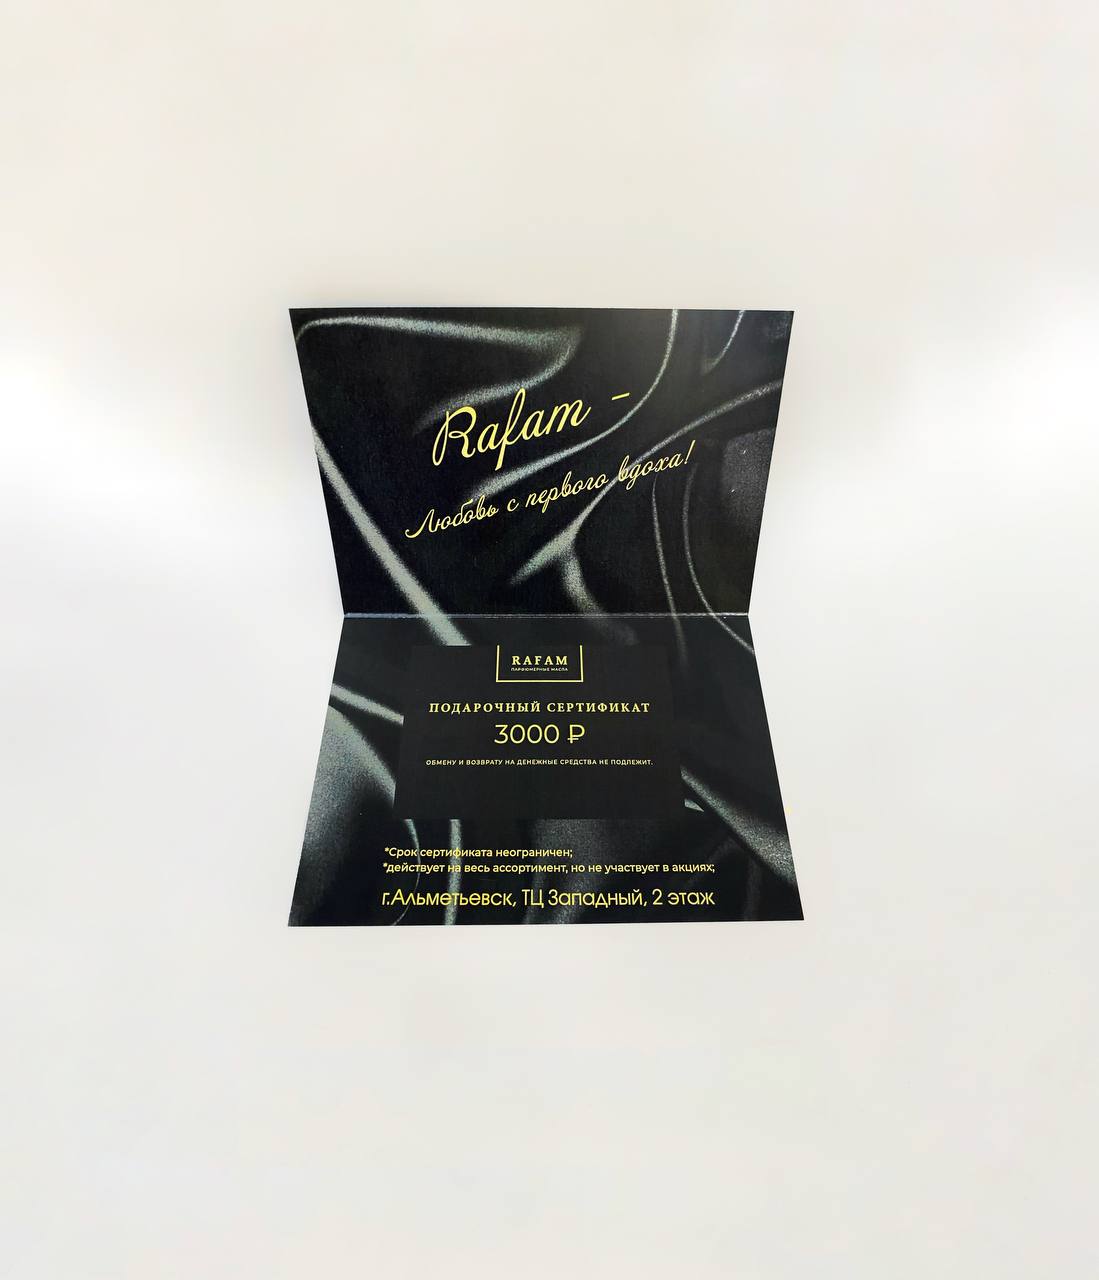 Rafam -
Любовь с первого вдоха!
RAFAM
ПАРФЮМЕРНЫЕ МАСЛА
ПОДАРОЧНЫЙ СЕРТИФИКАТ
3000 ₽
ОБМЕНУ И ВОЗВРАТУ НА ДЕНЕЖНЫЕ СРЕДСТВА НЕ ПОДЛЕЖИТ.
*Срок сертификата неограничен;
*действует на весь ассортимент, но не участвует в акциях;
г.Альметьевск, ТЦ Западный, 2 этаж